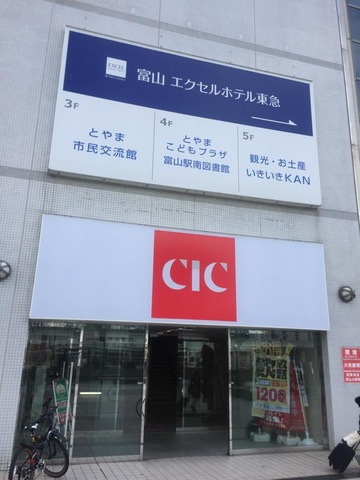 EXCEL
富山 エクセルホテル東急
3F
とやま
市民交流館
4F
とやま
こどもプラザ
富山駅南図書館
5F
観光・お土産
いきいきKAN
CIC